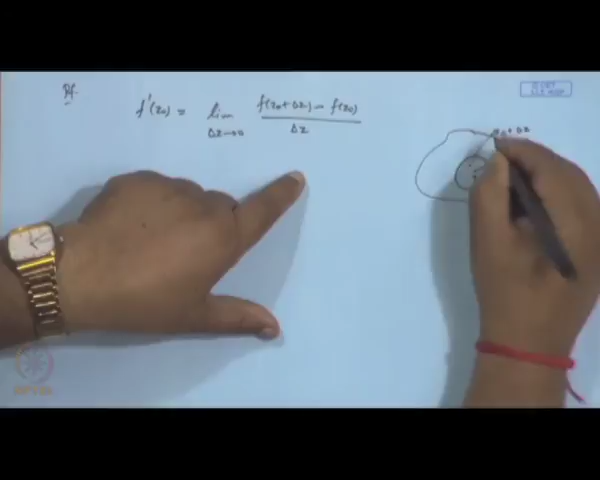 Pf.
f'(z₀) = lim Δz→0 f(z₀+Δz) - f(z₀) / Δz
z₀ + Δz